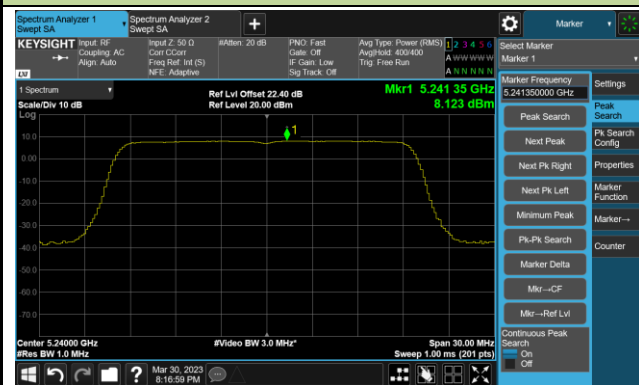 Spectrum Analyzer 1
Swept SA
Spectrum Analyzer 2
Swept SA
+
Marker
KEYSIGHT
Input: RF
Coupling: AC
Align: Auto
Input Z: 50 Ω
Corr CCorr
Freq Ref: Int (S)
NFE: Adaptive
#Atten: 20 dB
PNO: Fast
Gate: Off
IF Gain: Low
Sig Track: Off
Avg Type: Power (RMS)
Avg|Hold: 400/400
Trig: Free Run
1 2 3 4 5 6
A W W W W W
A N N N N N
LXI
Select Marker
Marker 1
1 Spectrum
Scale/Div 10 dB
Log
Ref Lvl Offset 22.40 dB
Ref Level 20.00 dBm
Mkr1 5.241 35 GHz
8.123 dBm
1
10.0
0.00
-10.0
-20.0
-30.0
-40.0
-50.0
-60.0
-70.0
Center 5.24000 GHz
#Res BW 1.0 MHz
#Video BW 3.0 MHz*
Span 30.00 MHz
Sweep 1.00 ms (201 pts)
Marker Frequency
5.241350000 GHz
Peak Search
Next Peak
Next Pk Right
Next Pk Left
Minimum Peak
Pk-Pk Search
Marker Delta
Mkr→CF
Mkr→Ref Lvl
Continuous Peak
Search
On
Off
Settings
Peak
Search
Pk Search
Config
Properties
Marker
Function
Marker→
Counter
?
Mar 30, 2023
8:16:59 PM